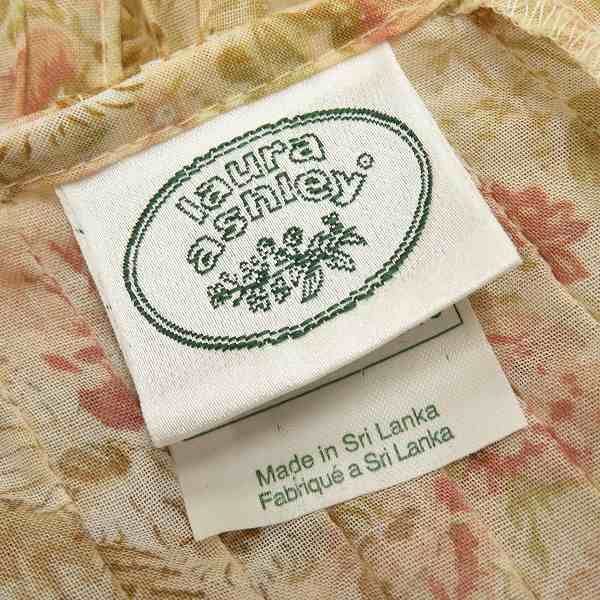 laura
ashley®
Made in Sri Lanka
Fabriqué a Sri Lanka